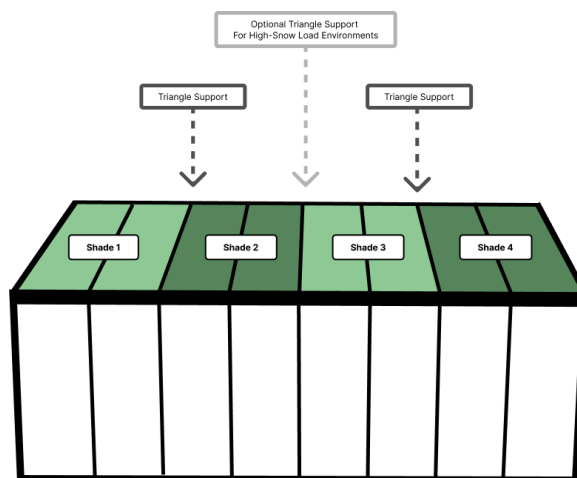 Optional Triangle Support
For High-Snow Load Environments
Triangle Support
Triangle Support
Shade 1
Shade 2
Shade 3
Shade 4